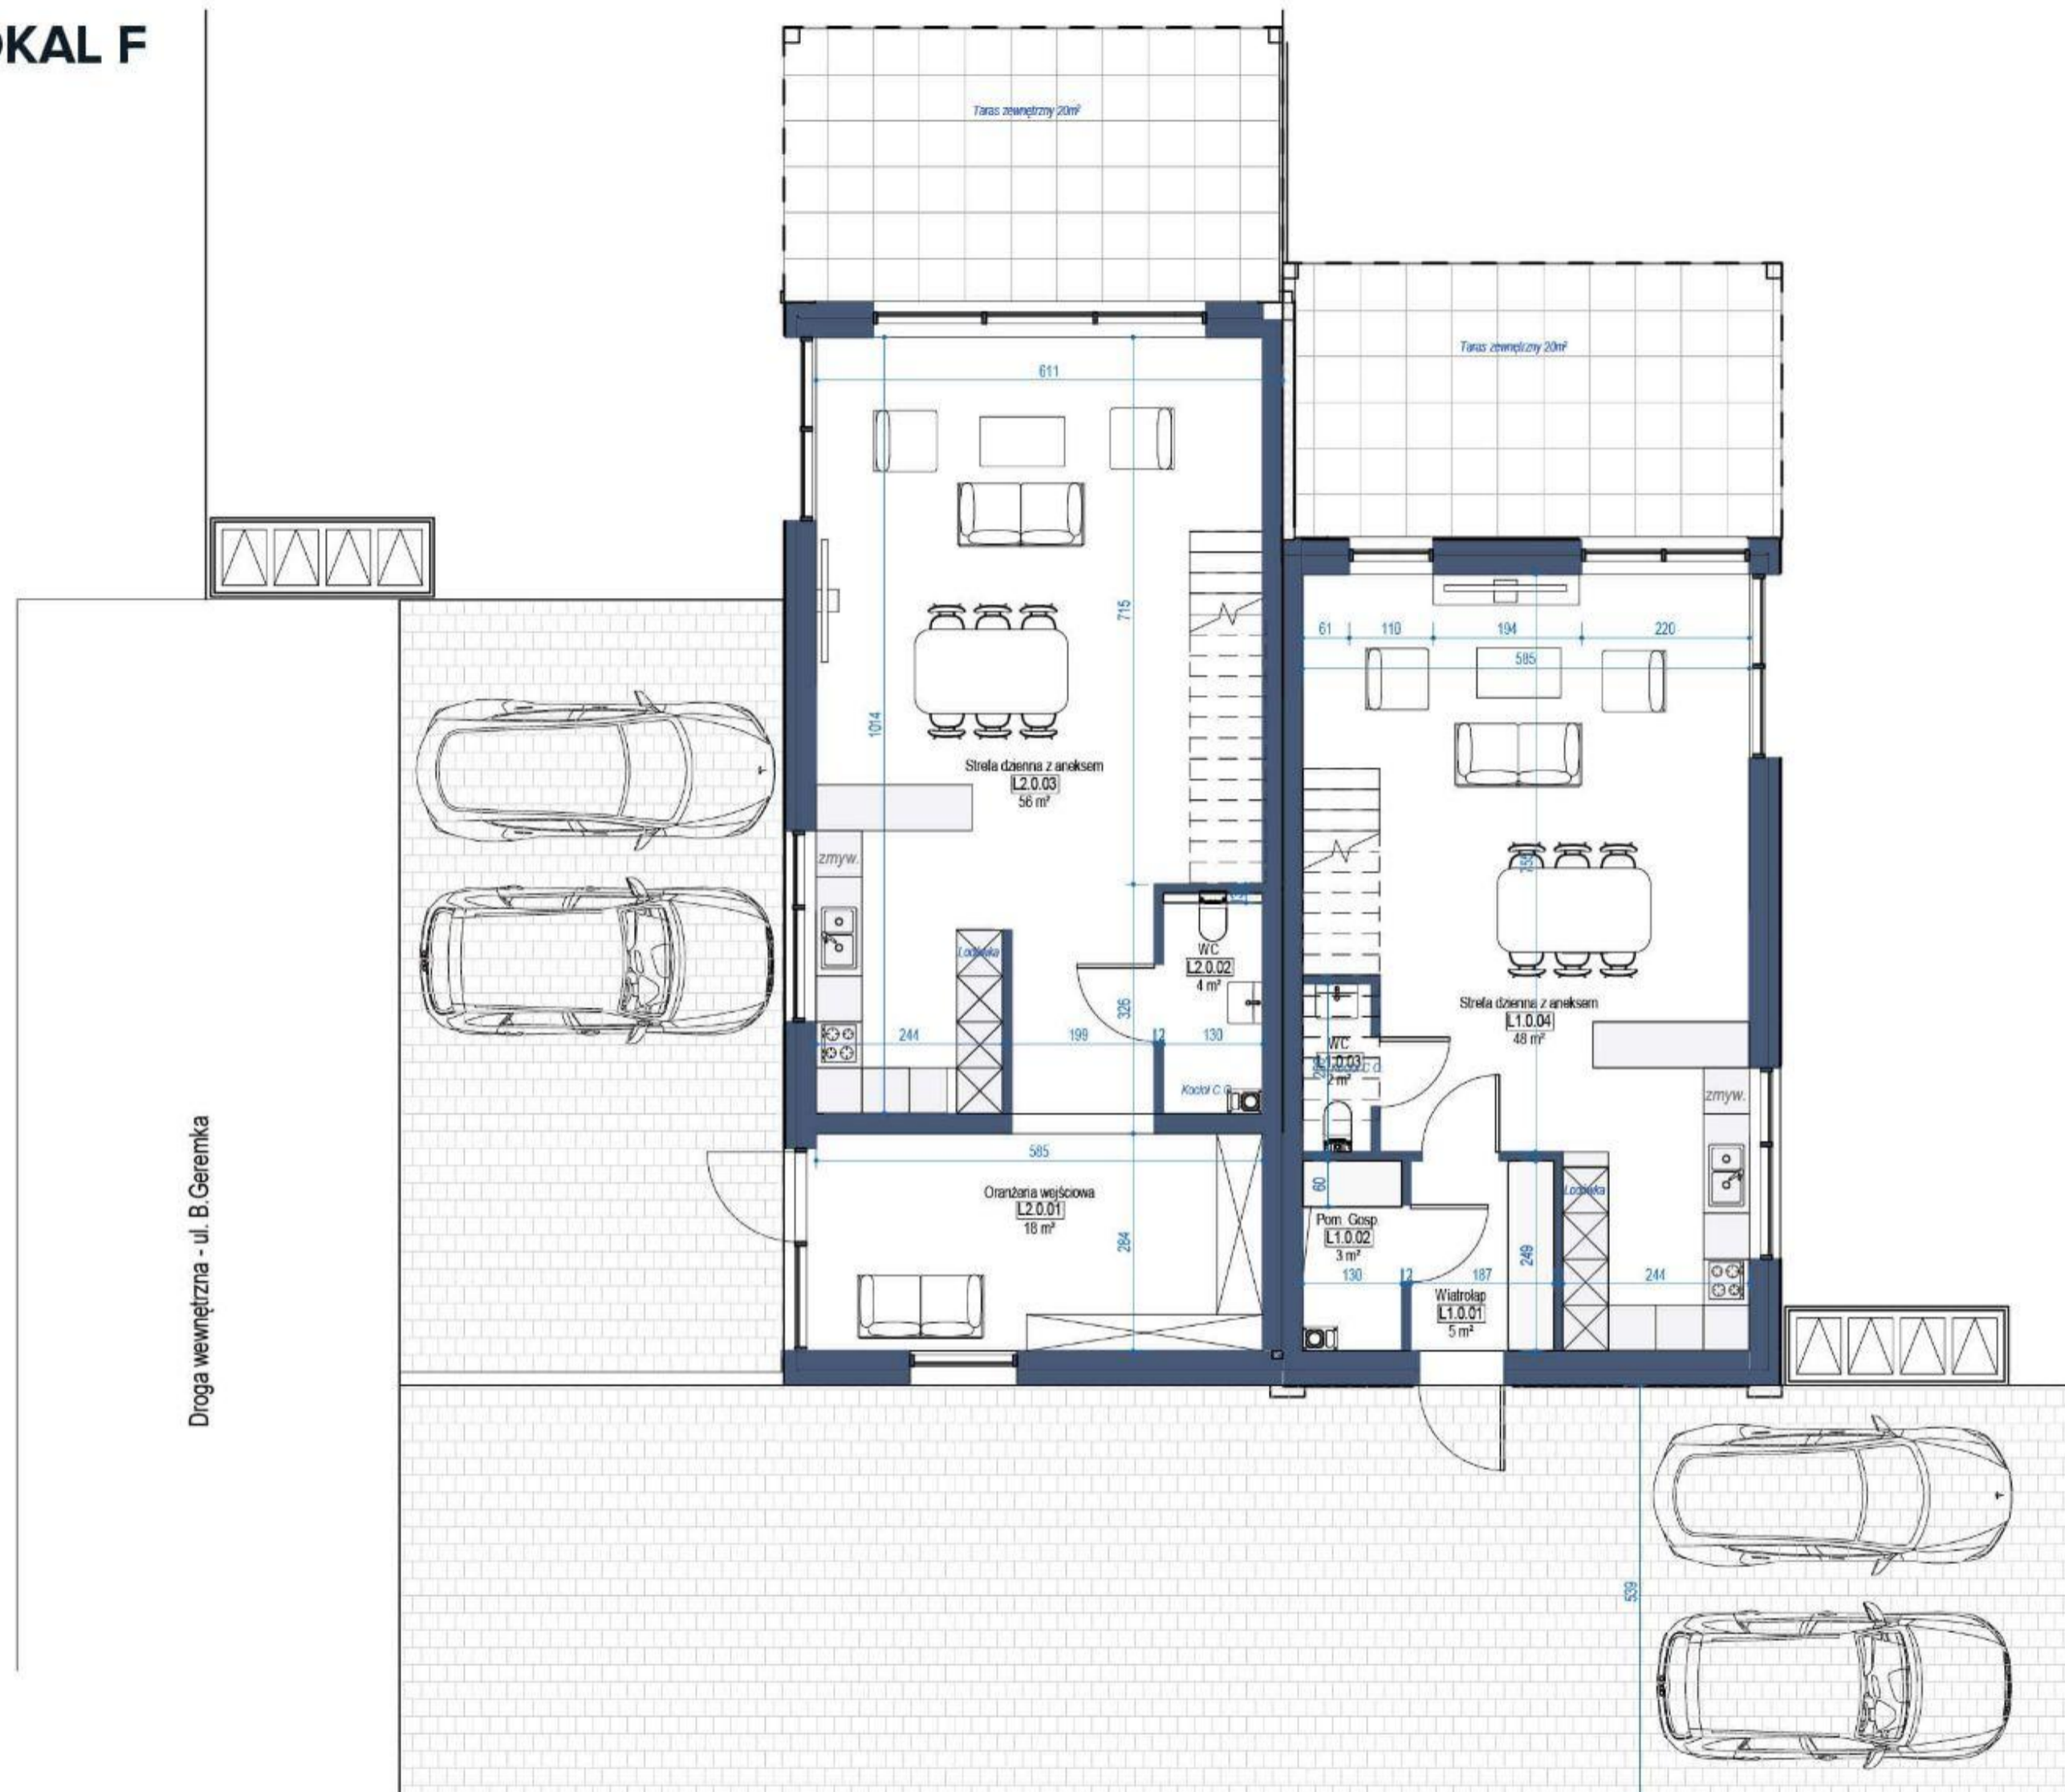 OKAL F
Taras zewnętrzny 20m²
Taras zewnętrzny 20m²
611
61
110
194
220
585
715
1014
Strefa dzienna z aneksem
L2.0.03
56 m²
zmyw.
Lodówka
WC
L2.0.02
4 m²
326
244
199
12
130
Kocioł C.O.
Strefa dzienna z aneksem
L1.0.04
48 m²
WC
L1.0.03
2 m²
zmyw.
585
Oranżeria wejściowa
L2.0.01
18 m²
284
60
Lodówka
Pom. Gosp.
L1.0.02
3 m²
249
130
12
187
244
Wiatrołap
L1.0.01
5 m²
Droga wewnętrzna - ul. B.Geremka
539